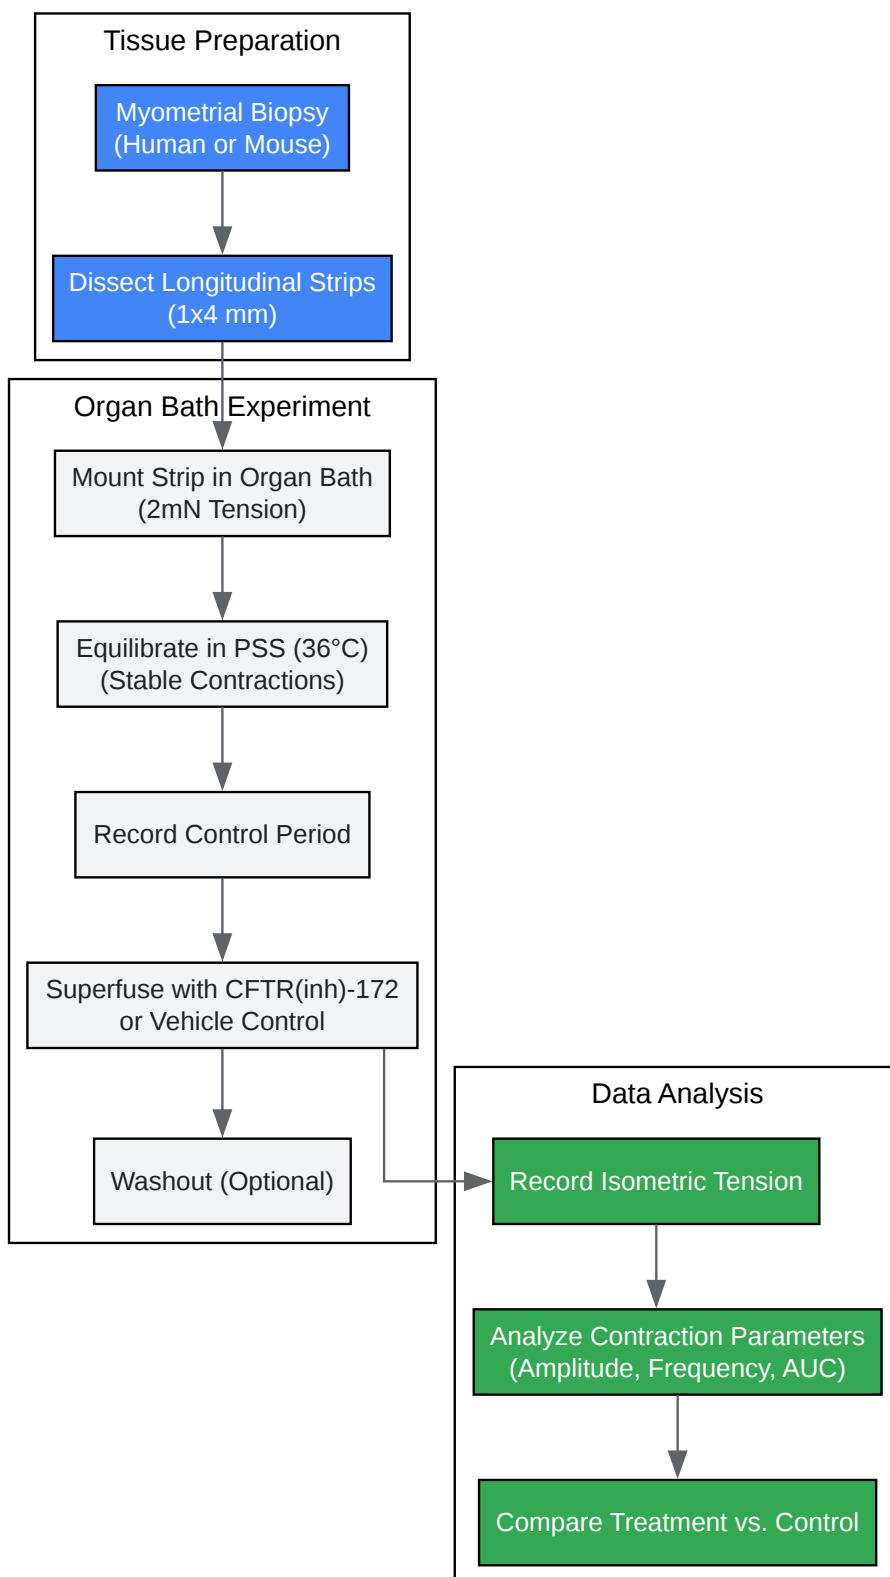 Tissue Preparation
Myometrial Biopsy
(Human or Mouse)
Dissect Longitudinal Strips
(1x4 mm)
Organ Bath Experiment
Mount Strip in Organ Bath
(2mN Tension)
Equilibrate in PSS (36°C)
(Stable Contractions)
Record Control Period
Superfuse with CFTR(inh)-172
or Vehicle Control
Washout (Optional)
Data Analysis
Record Isometric Tension
Analyze Contraction Parameters
(Amplitude, Frequency, AUC)
Compare Treatment vs. Control